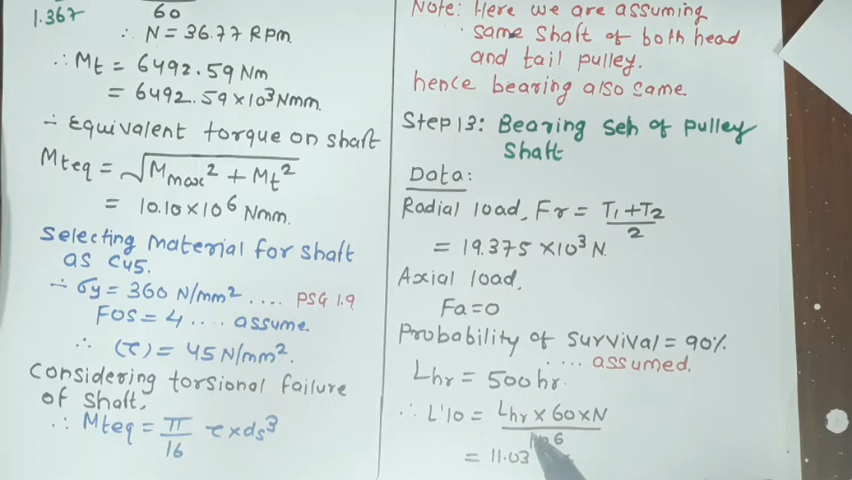 1.367
60
∴ N = 36.77 RPM
∴ Mt = 6492.59 Nm
= 6492.59 × 10³ Nmm.
∴ Equivalent torque on shaft
Mteq = √Mmax² + Mt²
= 10.10 × 10⁶ Nmm.
Selecting Material for shaft
as C45.
∴ σy = 360 N/mm² .... PSG 1.9
FOS = 4 .... assume.
∴ (τ) = 45 N/mm².
Considering torsional failure
of shaft,
∴ Mteq = π/16 τ × ds³
Note: Here we are assuming
same shaft of both head
and tail pulley.
hence bearing also same.
Step 13: Bearing seln of pulley
shaft
Data:
Radial load, Fr = T1+T2/2
= 19.375 × 10³ N.
Axial load,
Fa = 0
Probability of survival = 90%
.... assumed.
Lhr = 500 hr.
∴ L'10 = Lhr × 60 × N
= 11.03